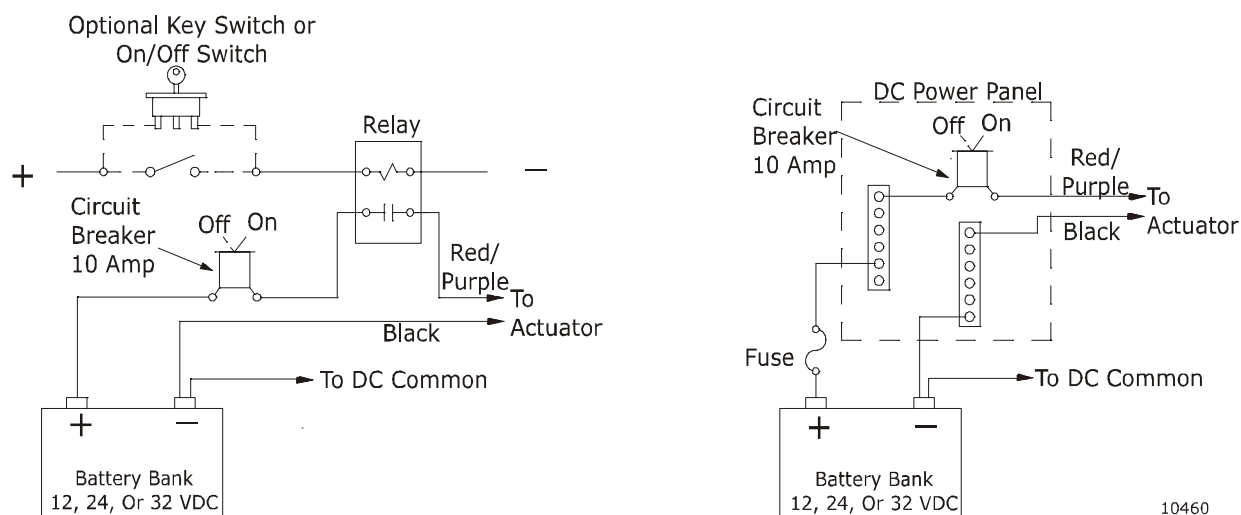 Optional Key Switch or
On/Off Switch
Relay
+
−
Circuit
Breaker
10 Amp
Off
On
Red/
Purple
To
Actuator
Black
To DC Common
+
−
Battery Bank
12, 24, Or 32 VDC
DC Power Panel
Circuit
Breaker
10 Amp
Off
On
Red/
Purple
To
Actuator
Black
Fuse
To DC Common
+
−
Battery Bank
12, 24, Or 32 VDC
10460